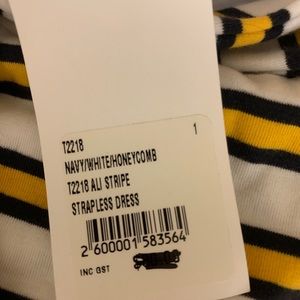 T2218 1
NAVY/WHITE/HONEYCOMB
T2218 ALI STRIPE
STRAPLESS DRESS
2 600001 583564
INC GST